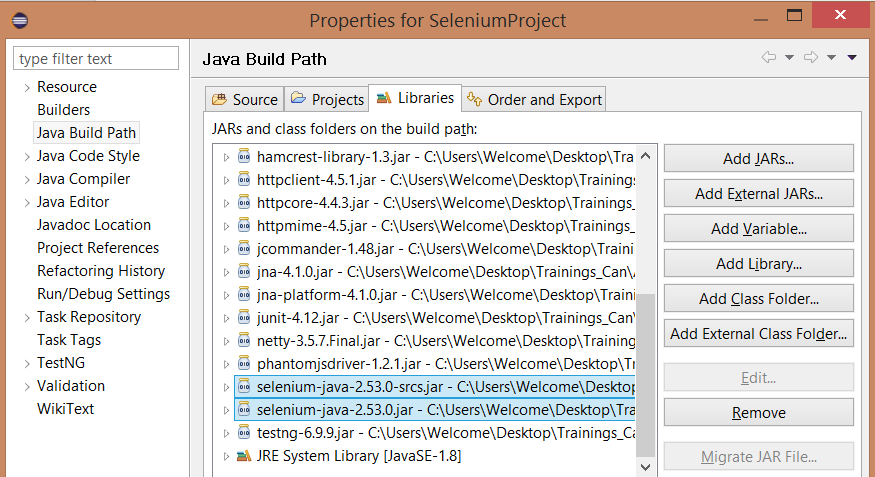 Properties for SeleniumProject
type filter text
Resource
Builders
Java Build Path
Java Code Style
Java Compiler
Java Editor
Javadoc Location
Project References
Refactoring History
Run/Debug Settings
Task Repository
Task Tags
TestNG
Validation
WikiText
Java Build Path
Source
Projects
Libraries
Order and Export
JARs and class folders on the build path:
hamcrest-library-1.3.jar - C:\Users\Welcome\Desktop\Tra
httpclient-4.5.1.jar - C:\Users\Welcome\Desktop\Trainings
httpcore-4.4.3.jar - C:\Users\Welcome\Desktop\Trainings_
httpmime-4.5.jar - C:\Users\Welcome\Desktop\Trainings_
jcommander-1.48.jar - C:\Users\Welcome\Desktop\Traini
jna-4.1.0.jar - C:\Users\Welcome\Desktop\Trainings_Can\
jna-platform-4.1.0.jar - C:\Users\Welcome\Desktop\Train
junit-4.12.jar - C:\Users\Welcome\Desktop\Trainings_Can
netty-3.5.7.Final.jar - C:\Users\Welcome\Desktop\Trainin
phantomjsdriver-1.2.1.jar - C:\Users\Welcome\Desktop\T
selenium-java-2.53.0-srcs.jar - C:\Users\Welcome\Deskto
selenium-java-2.53.0.jar - C:\Users\Welcome\Desktop\Tra
testng-6.9.9.jar - C:\Users\Welcome\Desktop\Trainings_Ca
JRE System Library [JavaSE-1.8]
Add JARs...
Add External JARs...
Add Variable...
Add Library...
Add Class Folder...
Add External Class Folder...
Edit...
Remove
Migrate JAR File...